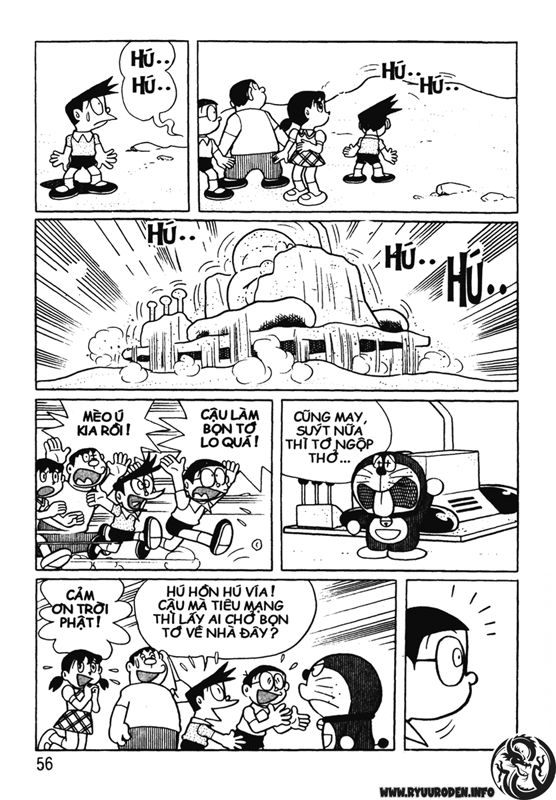 HÚ..
HÚ..
HÚ..
HÚ..
HÚ..
HÚ..
HÚ..
MÈO Ú
KIA RỒI!
CẬU LÀM
BỌN TỚ
LO QUÁ!
CŨNG MAY,
SUÝT NỮA
THÌ TỚ NGỘP
THỞ...
CẢM
ƠN TRỜI
PHẬT!
HÚ HỒN HÚ VÍA!
CẬU MÀ TIÊU MẠNG
THÌ LẤY AI CHỞ BỌN
TỚ VỀ NHÀ ĐÂY?
56
WWW.RYUURODEN.INFO